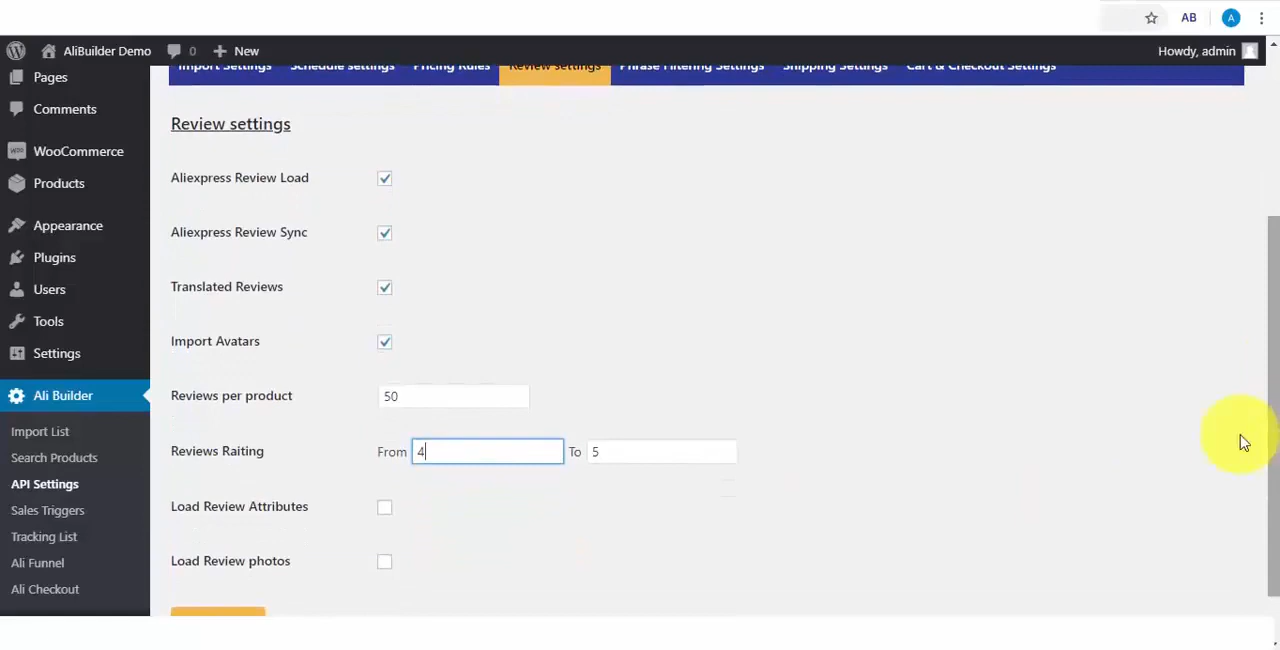 AB
A
AliBuilder Demo
0
New
Howdy, admin
Import Settings
Schedule settings
Pricing Rules
Review settings
Phrase Filtering Settings
Shipping Settings
Cart & Checkout Settings
Pages
Comments
WooCommerce
Products
Appearance
Plugins
Users
Tools
Settings
Ali Builder
Import List
Search Products
API Settings
Sales Triggers
Tracking List
Ali Funnel
Ali Checkout
Review settings
Aliexpress Review Load
Aliexpress Review Sync
Translated Reviews
Import Avatars
Reviews per product 50
Reviews Raiting From 4 To 5
Load Review Attributes
Load Review photos